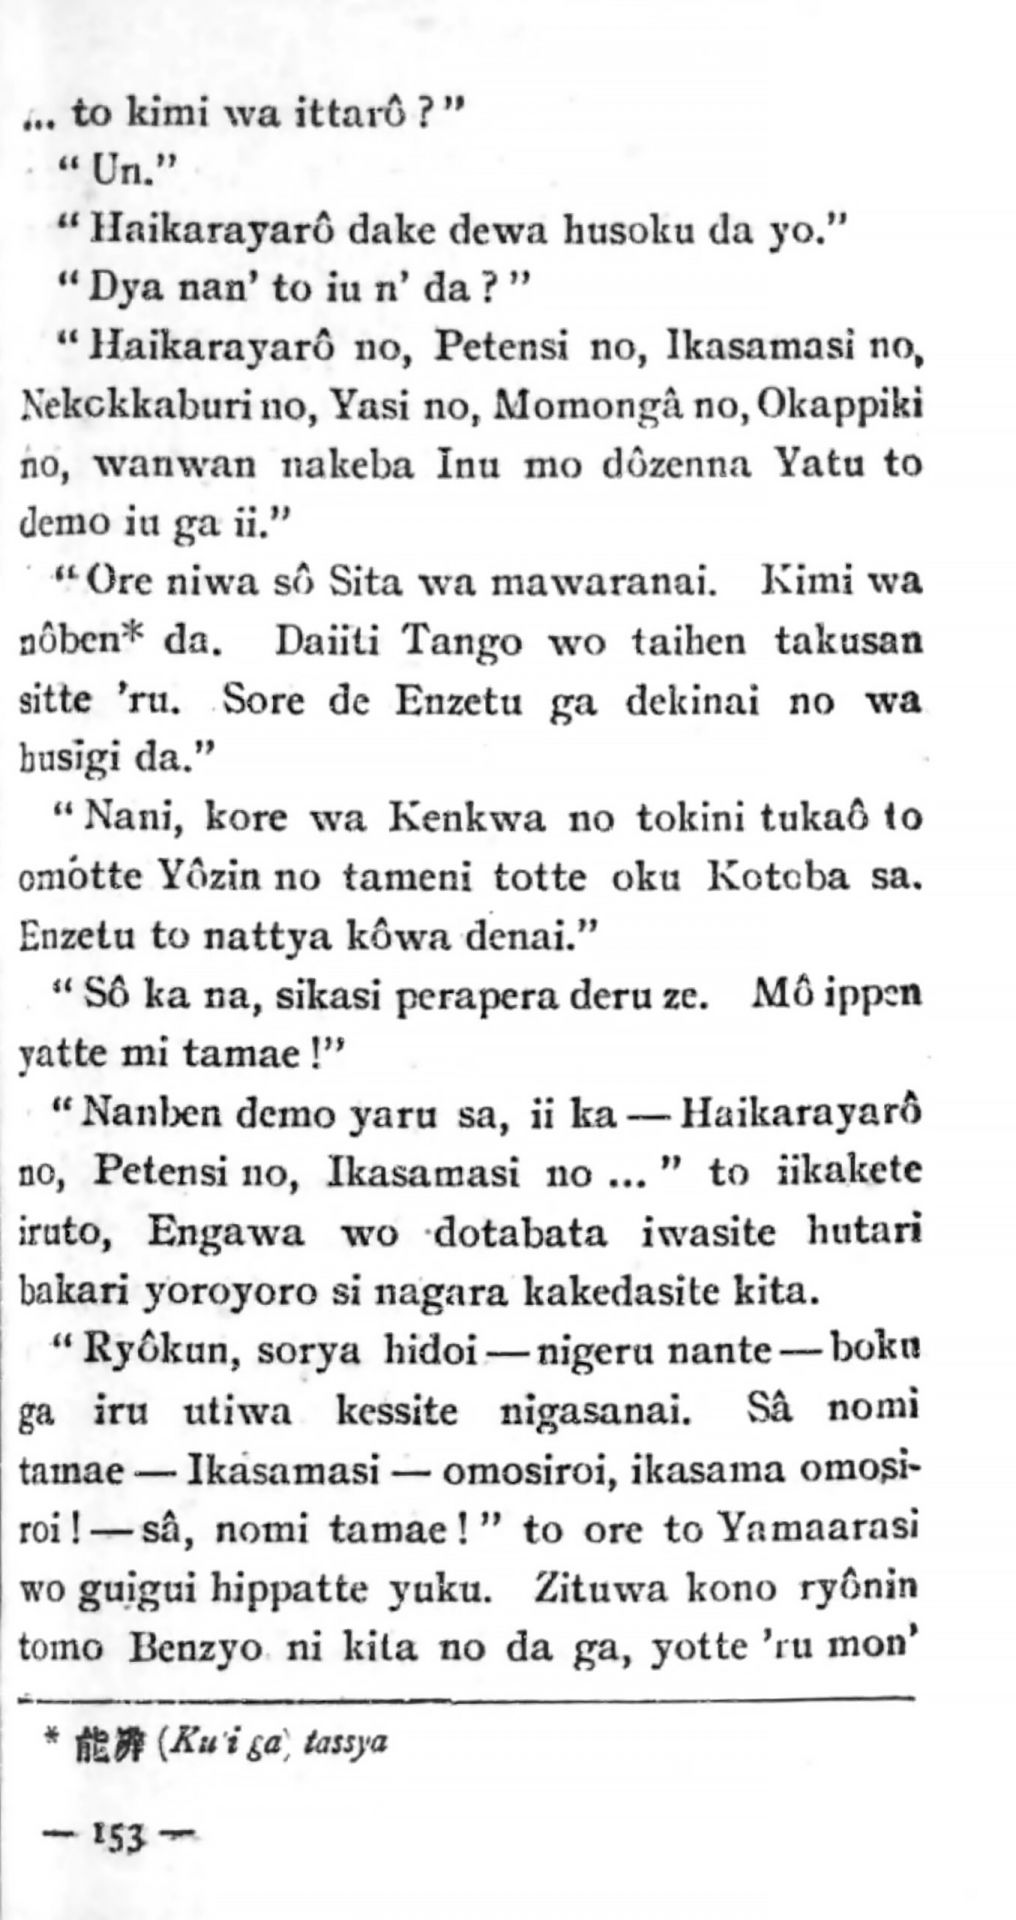 ... to kimi wa ittarô ? ”
“ Un.”
“ Haikarayarô dake dewa husoku da yo.”
“ Dya nan’ to iu n’ da ? ”
“ Haikarayarô no, Petensi no, Ikasamasi no,
Nekokkaburi no, Yasi no, Momongâ no, Okappiki
no, wanwan nakeba Inu mo dôzenna Yatu to
demo iu ga ii.”
“ Ore niwa sô Sita wa mawaranai. Kimi wa
nôben* da. Daiiti Tango wo taihen takusan
sitte ’ru. Sore de Enzetu ga dekinai no wa
husigi da.”
“ Nani, kore wa Kenkwa no tokini tukaô to
omotte Yôzin no tameni totte oku Kotoba sa.
Enzetu to nattya kôwa denai.”
“ Sô ka na, sikasi perapera deru ze. Mô ippen
yatte mi tamae !”
“ Nanben demo yaru sa, ii ka — Haikarayarô
no, Petensi no, Ikasamasi no ... ” to iikakete
iruto, Engawa wo dotabata iwasite hutari
bakari yoroyoro si nagara kakedasite kita.
“ Ryôkun, sorya hidoi — nigeru nante — boku
ga iru utiwa kessite nigasanai. Sâ nomi
tamae — Ikasamasi — omosiroi, ikasama omosi-
roi ! — sâ, nomi tamae ! ” to ore to Yamaarasi
wo guigui hippatte yuku. Zituwa kono ryônin
tomo Benzyo ni kita no da ga, yotte ’ru mon’
* 能辯 (Ku'i ga) tassya
— 153 —